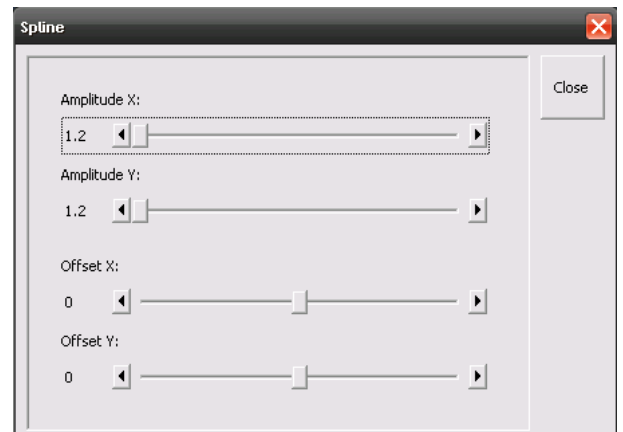 Spline
Close
Amplitude X:
1.2
Amplitude Y:
1.2
Offset X:
0
Offset Y:
0